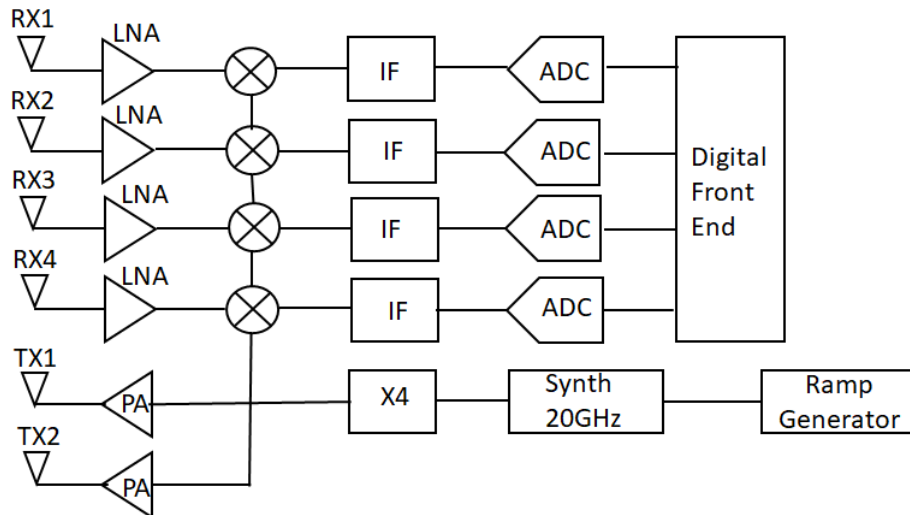 RX1
LNA
IF
ADC
RX2
LNA
IF
ADC
Digital
Front
End
RX3
LNA
IF
ADC
RX4
LNA
IF
ADC
TX1
PA
X4
Synth
20GHz
Ramp
Generator
TX2
PA